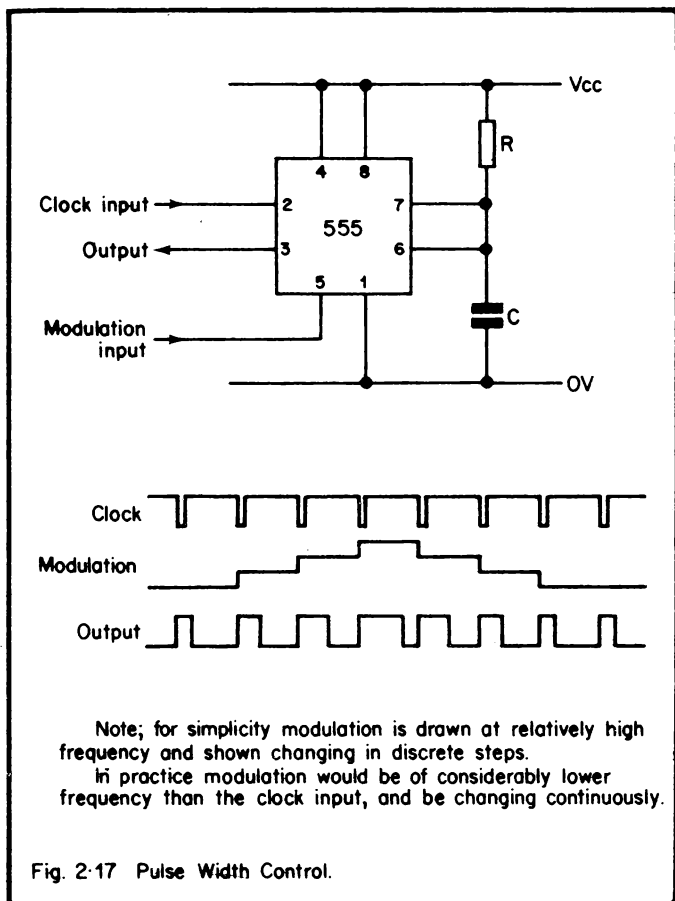 Vcc
R
4 8
Clock input 2 7
555
Output 3 6
5 1
Modulation
input
C
OV
Clock
Modulation
Output
Note; for simplicity modulation is drawn at relatively high
frequency and shown changing in discrete steps.
In practice modulation would be of considerably lower
frequency than the clock input, and be changing continuously.
Fig. 2·17 Pulse Width Control.